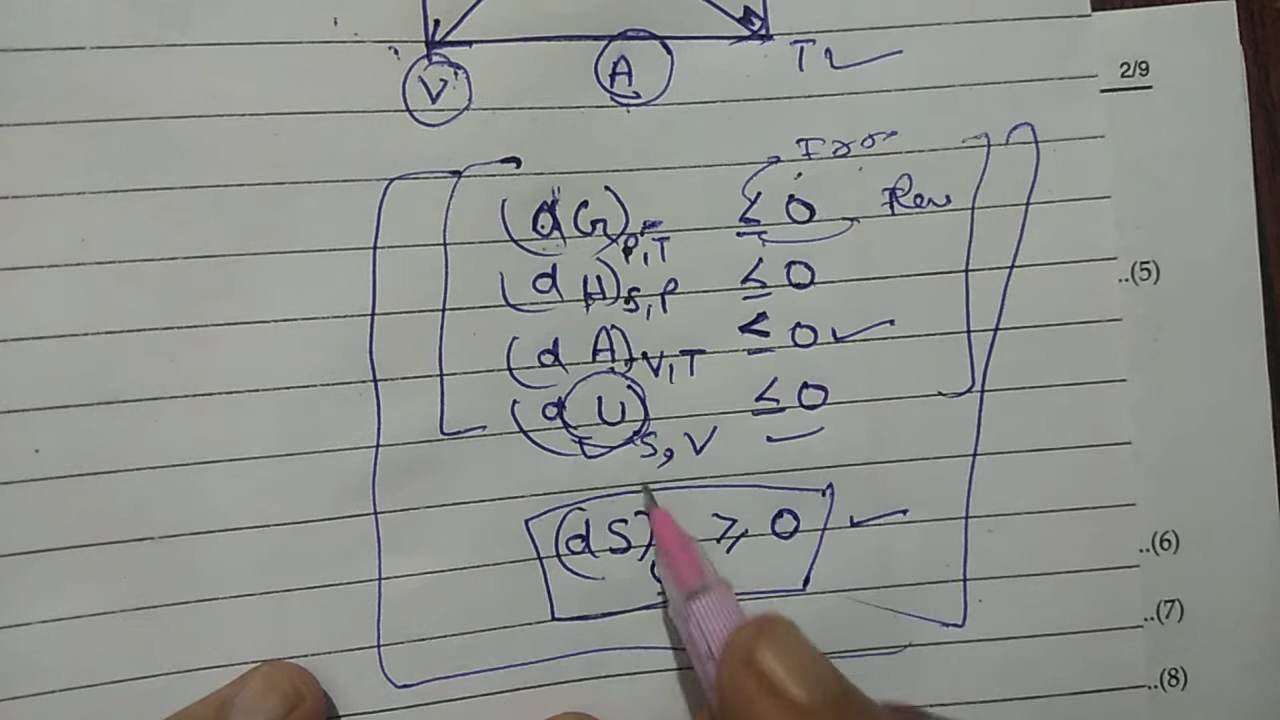 V A T
2/9
Irr
(dG)P,T ≤ 0 Rev
(dH)S,P ≤ 0
..(5)
(dA)V,T ≤ 0
(dU)S,V ≤ 0
(dS) ≥ 0
..(6)
..(7)
..(8)